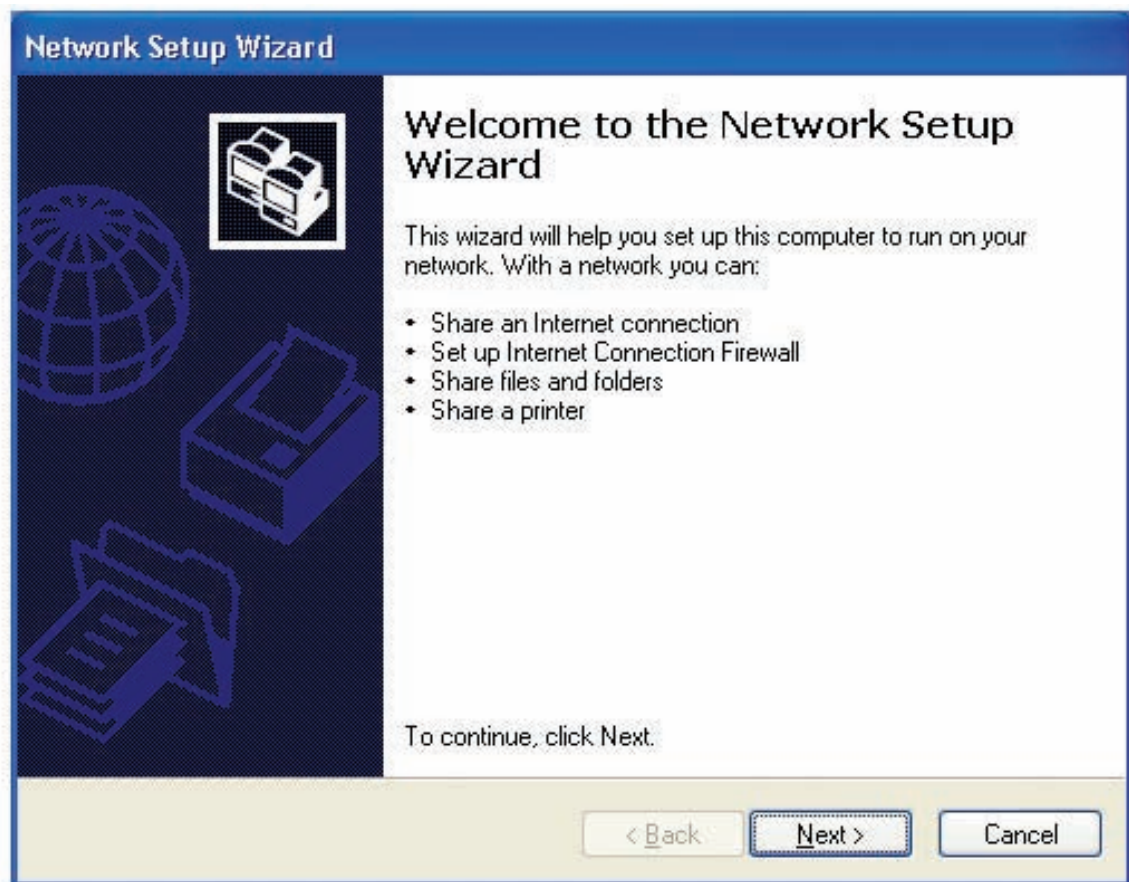 Network Setup Wizard
Welcome to the Network Setup
Wizard
This wizard will help you set up this computer to run on your
network. With a network you can:
• Share an Internet connection
• Set up Internet Connection Firewall
• Share files and folders
• Share a printer
To continue, click Next.
< Back
Next >
Cancel